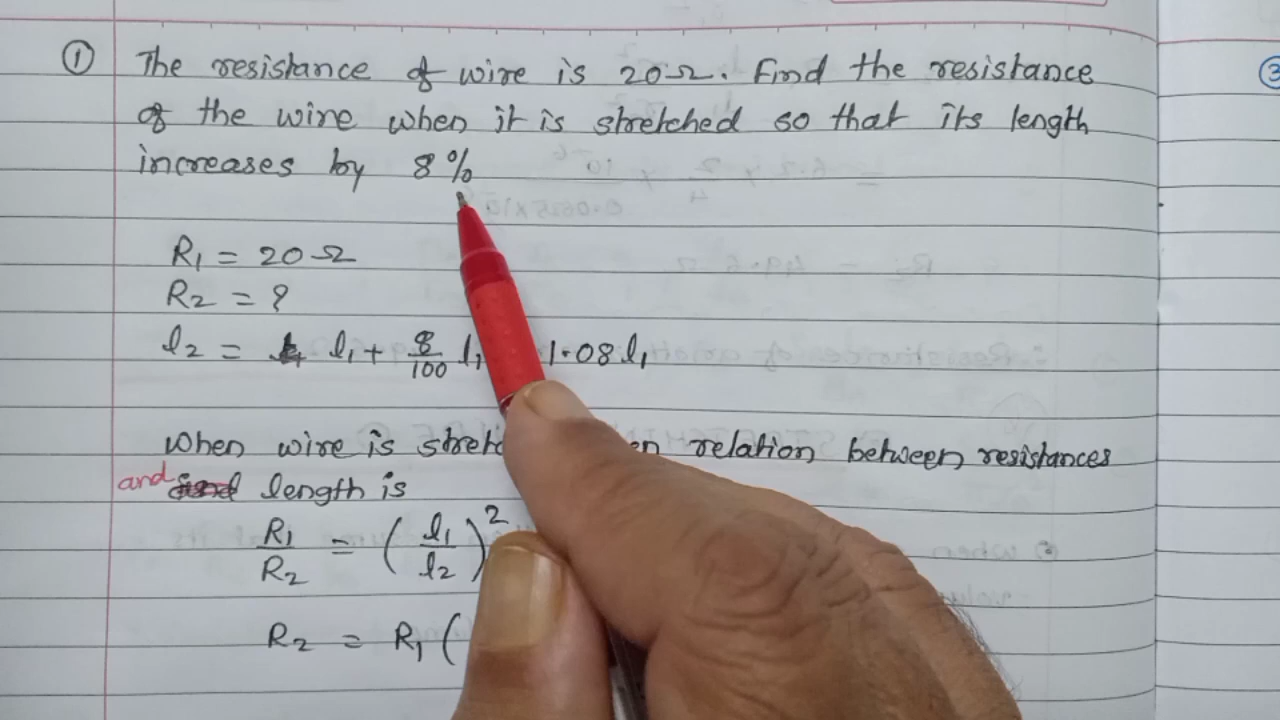 ① The resistance of wire is 20Ω. Find the resistance
of the wire when it is stretched so that its length
increases by 8%
R₁ = 20Ω
R₂ = ?
l₂ = l₁ + 8/100 l₁ 1.08 l₁
When wire is relation between resistances
and length is
R₁/R₂ = (l₁/l₂)²
R₂ = R₁ (
③